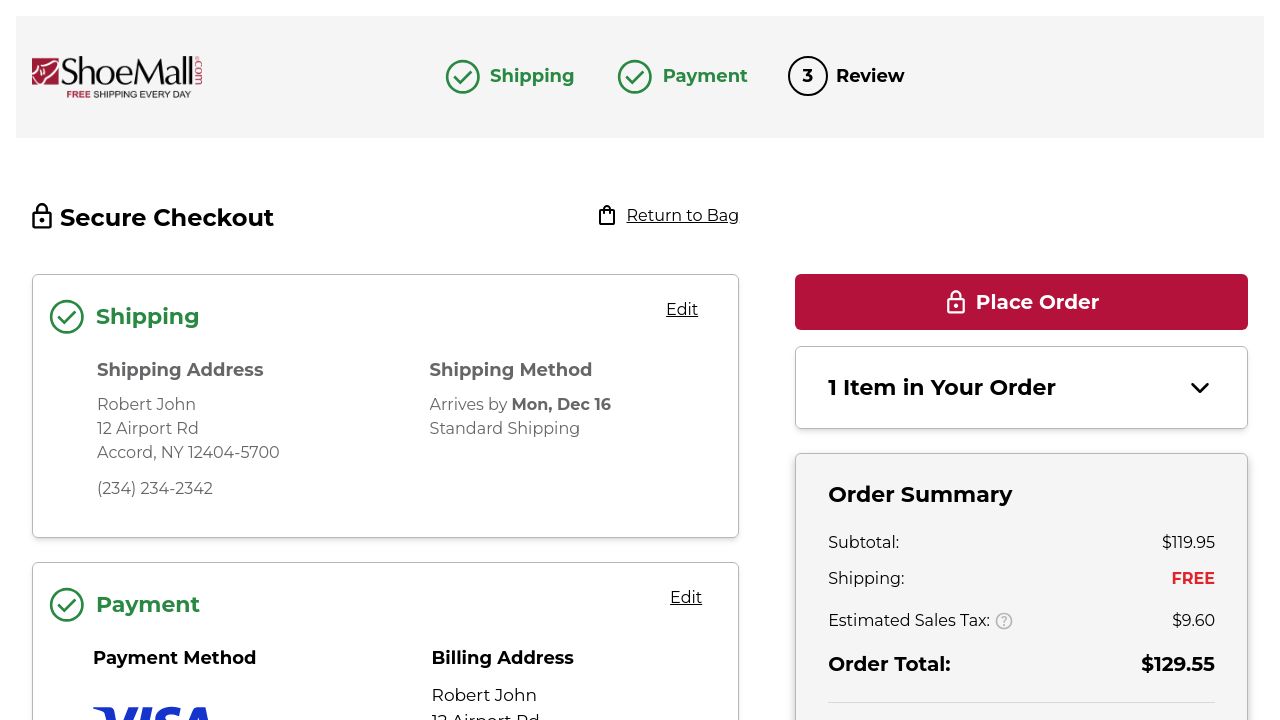 ShoeMall.com
FREE SHIPPING EVERY DAY
Shipping
Payment
3 Review
Secure Checkout
Return to Bag
Shipping
Edit
Shipping Address
Robert John
12 Airport Rd
Accord, NY 12404-5700
(234) 234-2342
Shipping Method
Arrives by Mon, Dec 16
Standard Shipping
Payment
Edit
Payment Method
VISA
Billing Address
Robert John
12 Airport Rd
Place Order
1 Item in Your Order
Order Summary
Subtotal: $119.95
Shipping: FREE
Estimated Sales Tax: ? $9.60
Order Total: $129.55